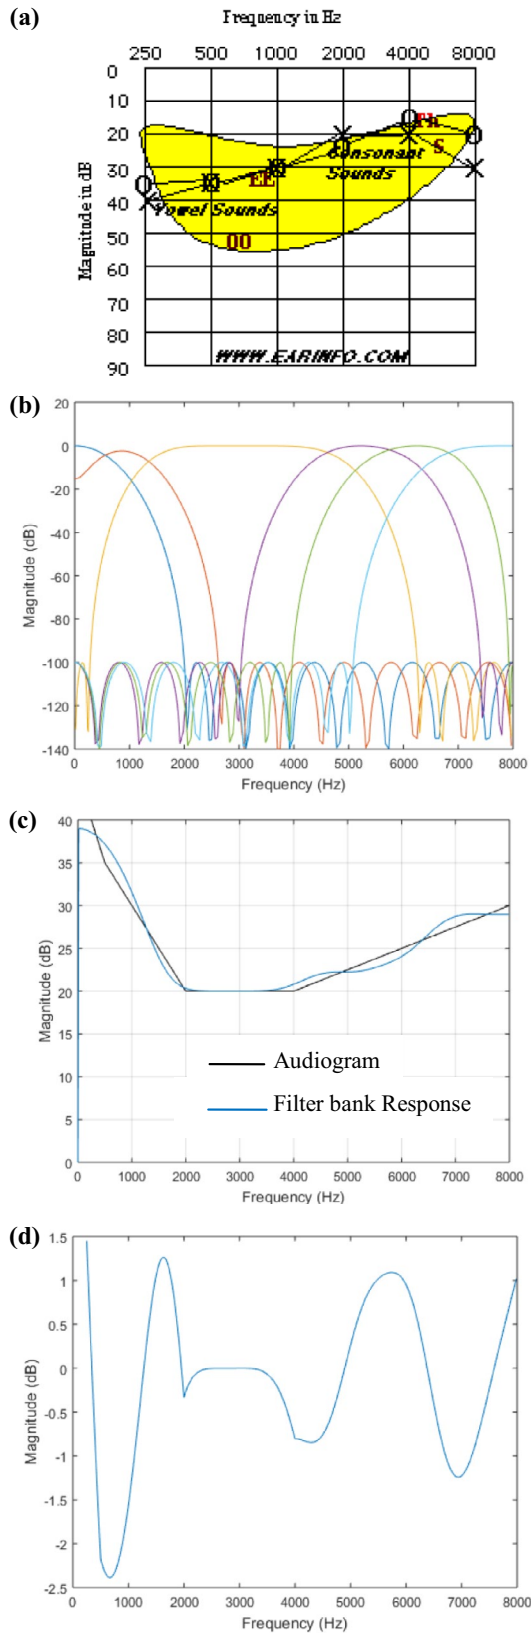 (a)
Frequency in Hz
250 500 1000 2000 4000 8000
0
10
20
30
40
50
60
70
80
90
Magnitude in dB
Th
S
Consonant
Sounds
EE
Vowel Sounds
OO
WWW.EARINFO.COM
(b)
20
0
-20
-40
-60
-80
-100
-120
-140
Magnitude (dB)
0 1000 2000 3000 4000 5000 6000 7000 8000
Frequency (Hz)
(c)
40
35
30
25
20
15
10
5
0
Magnitude (dB)
Audiogram
Filter bank Response
0 1000 2000 3000 4000 5000 6000 7000 8000
Frequency (Hz)
(d)
1.5
1
0.5
0
-0.5
-1
-1.5
-2
-2.5
Magnitude (dB)
0 1000 2000 3000 4000 5000 6000 7000 8000
Frequency (Hz)